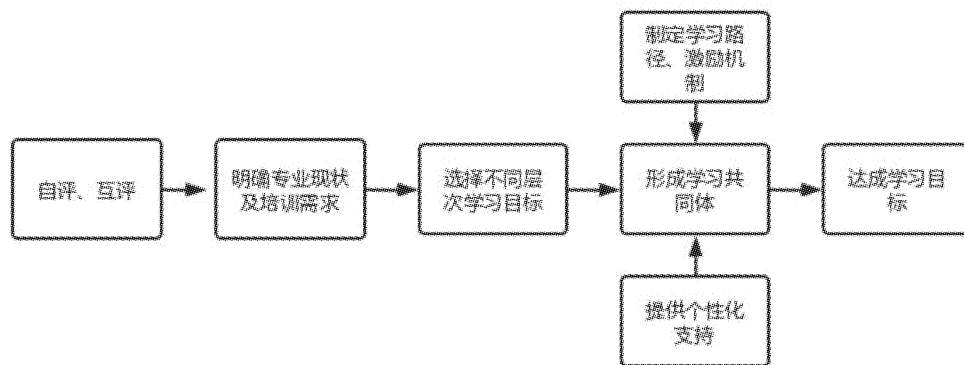 制定学习路
径、激励机
制
自评、互评
明确专业现状
及培训需求
选择不同层
次学习目标
形成学习共
同体
达成学习目
标
提供个性化
支持